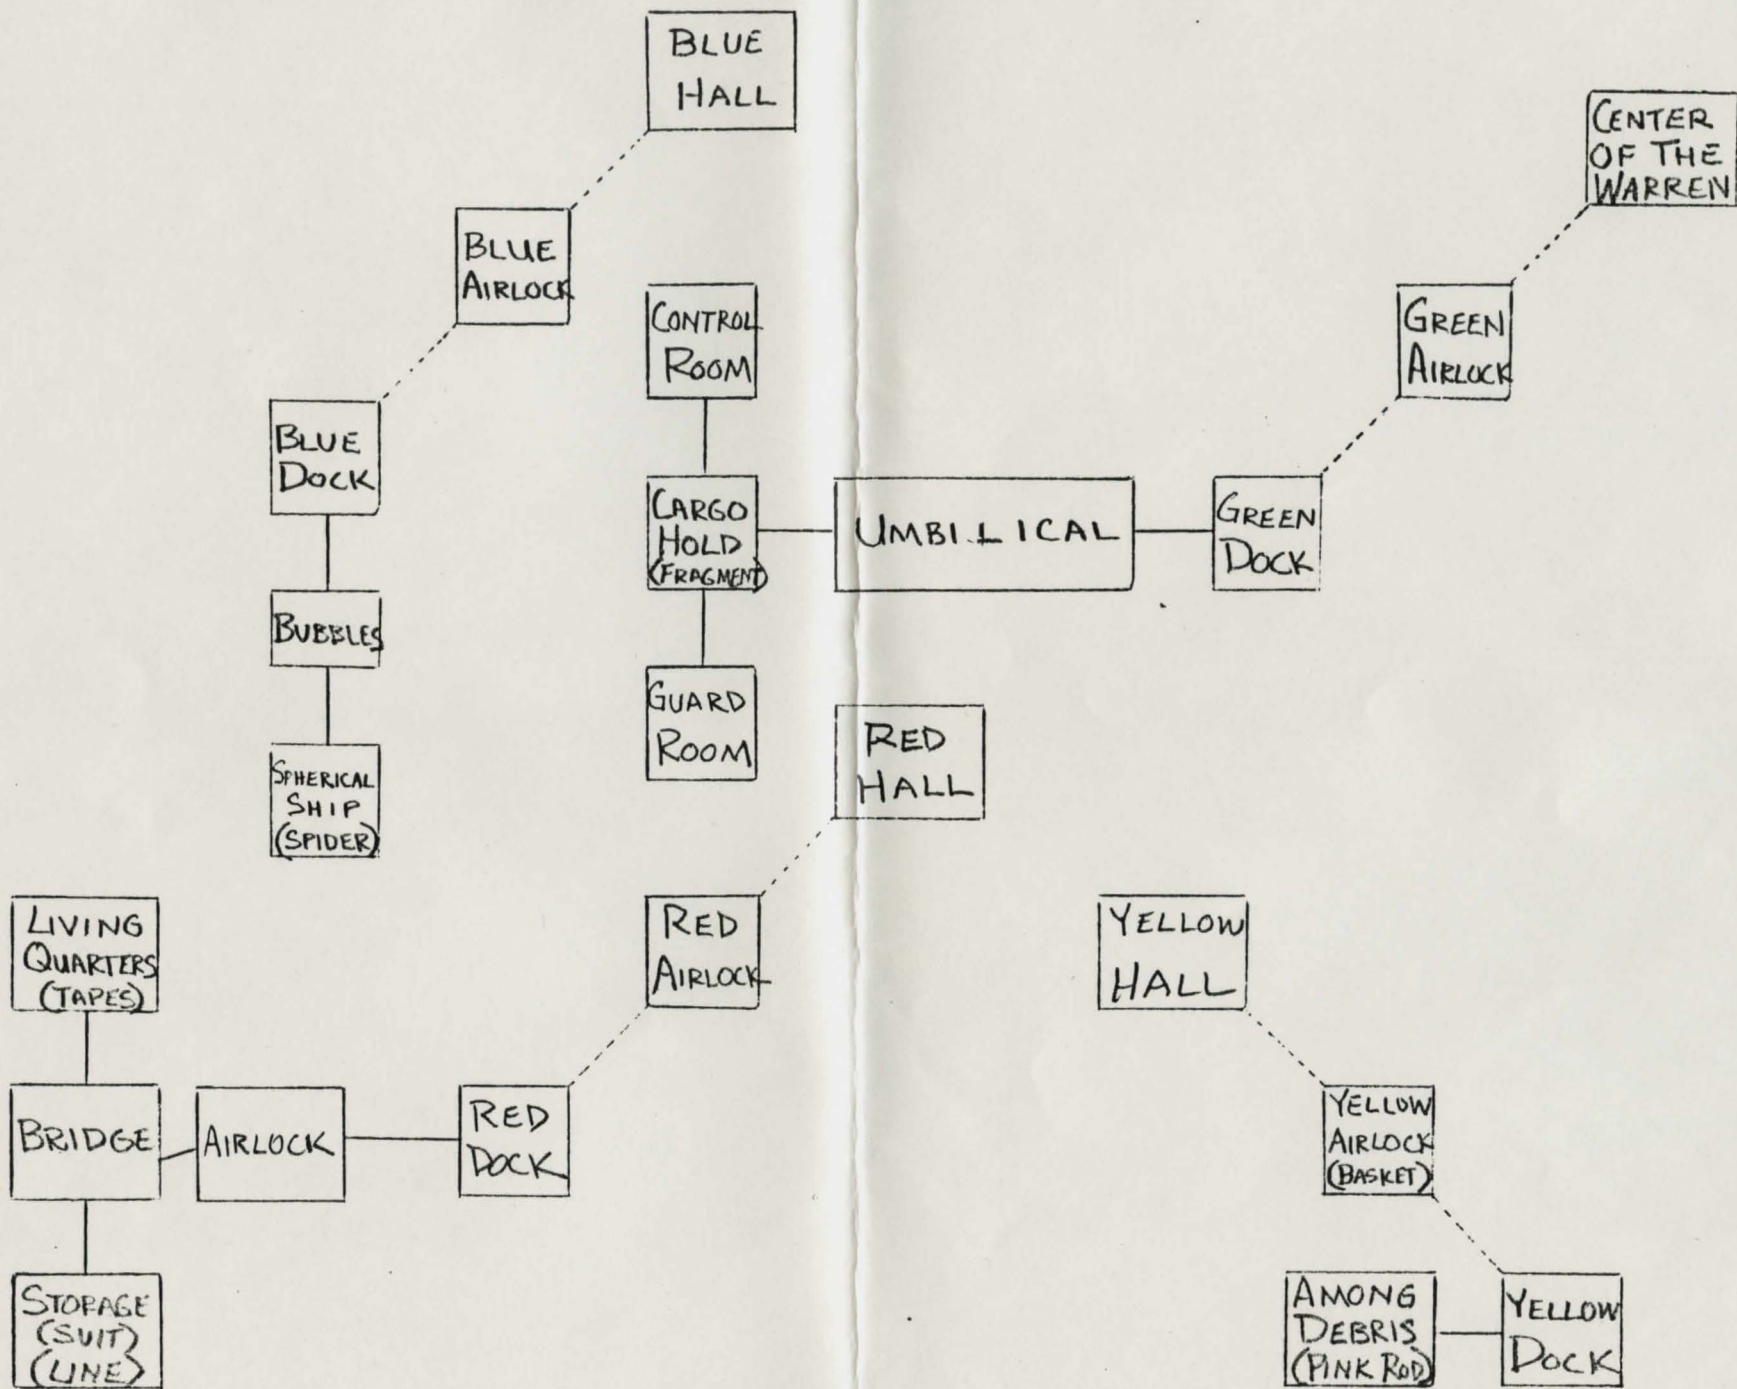 BLUE
HALL
CENTER
OF THE
WARREN
BLUE
AIRLOCK
CONTROL
ROOM
GREEN
AIRLOCK
BLUE
DOCK
CARGO
HOLD
(FRAGMENT)
UMBILLICAL
GREEN
DOCK
BUBBLES
GUARD
ROOM
RED
HALL
SPHERICAL
SHIP
(SPIDER)
LIVING
QUARTERS
(TAPES)
RED
AIRLOCK
YELLOW
HALL
BRIDGE
AIRLOCK
RED
DOCK
YELLOW
AIRLOCK
(BASKET)
STORAGE
(SUIT)
(LINE)
AMONG
DEBRIS
(PINK ROD)
YELLOW
DOCK